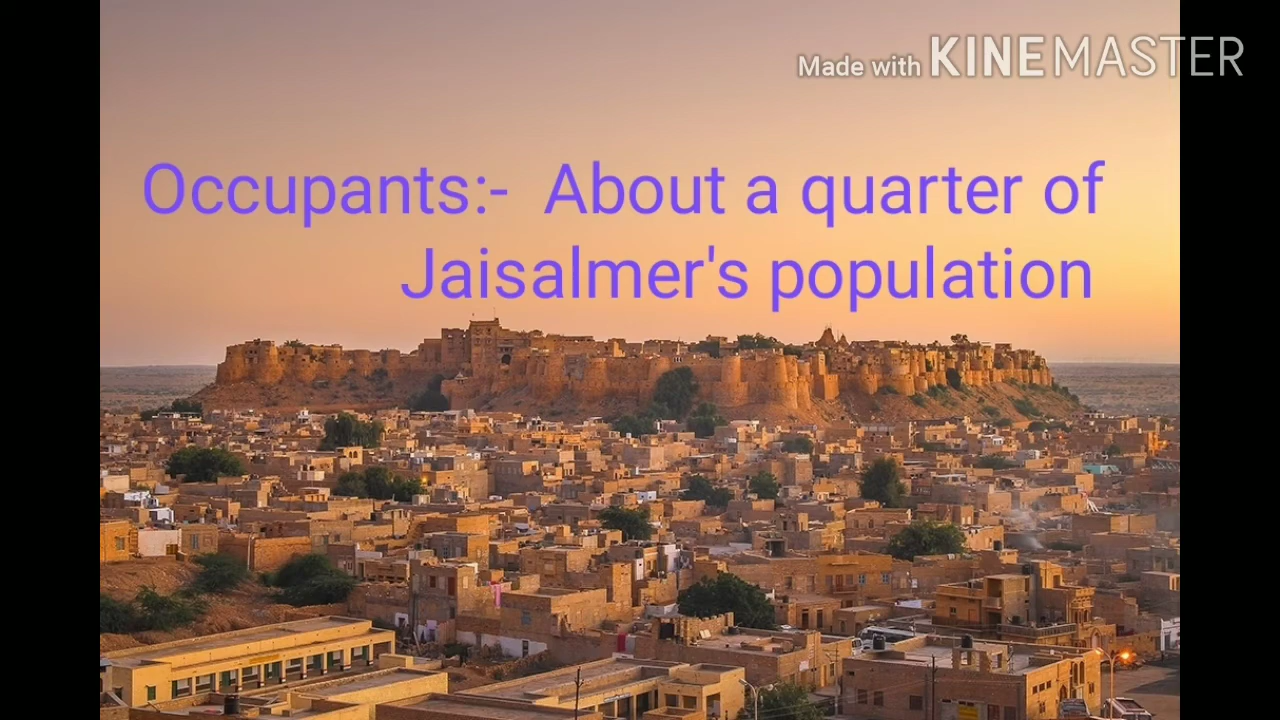 Made with KINEMASTER
Occupants:-  About a quarter of
Jaisalmer's population